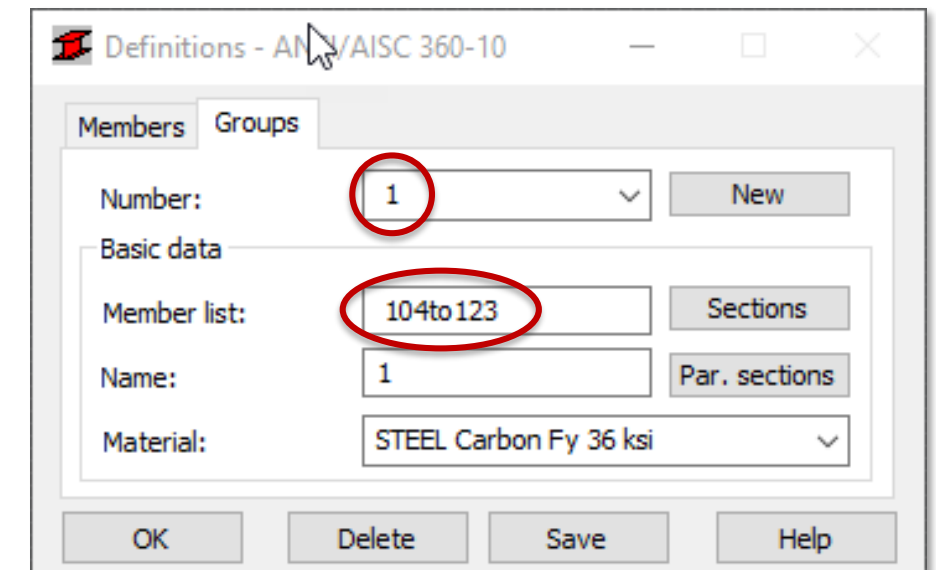 Definitions - AN /AISC 360-10
Members Groups
Number: 1 New
Basic data
Member list: 104to123 Sections
Name: 1 Par. sections
Material: STEEL Carbon Fy 36 ksi
OK Delete Save Help